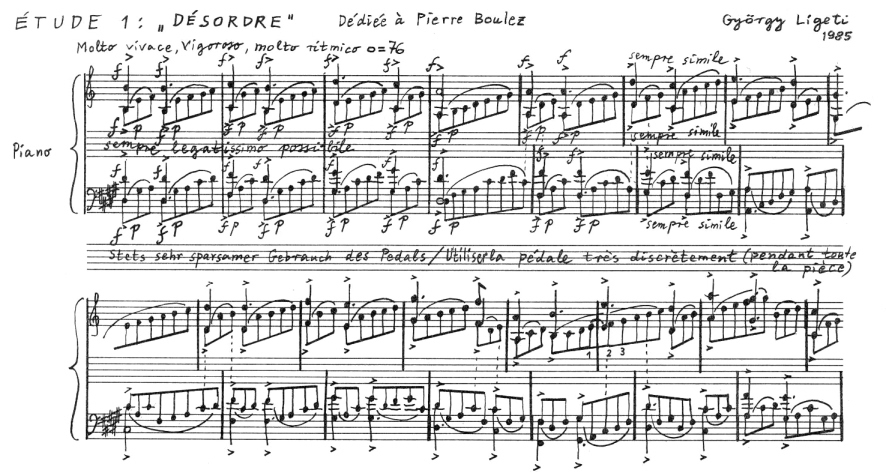 ÉTUDE 1: „DÉSORDRE" Dédiée à Pierre Boulez György Ligeti
1985
Molto vivace, vigoroso, molto ritmico o=76
f> f> f> f> f> f> f> f f sempre simile
f p f p f p f p f p f p f p f p f p sempre simile
Piano
sempre legatissimo possibile
f f f f f f f f f sempre simile
f p f p f p f p f p f p f p f p f p sempre simile
Stets sehr sparsamer Gebrauch des Pedals/Utiliser la pédale très discrètement (pendant toute
la pièce)
1 2 3